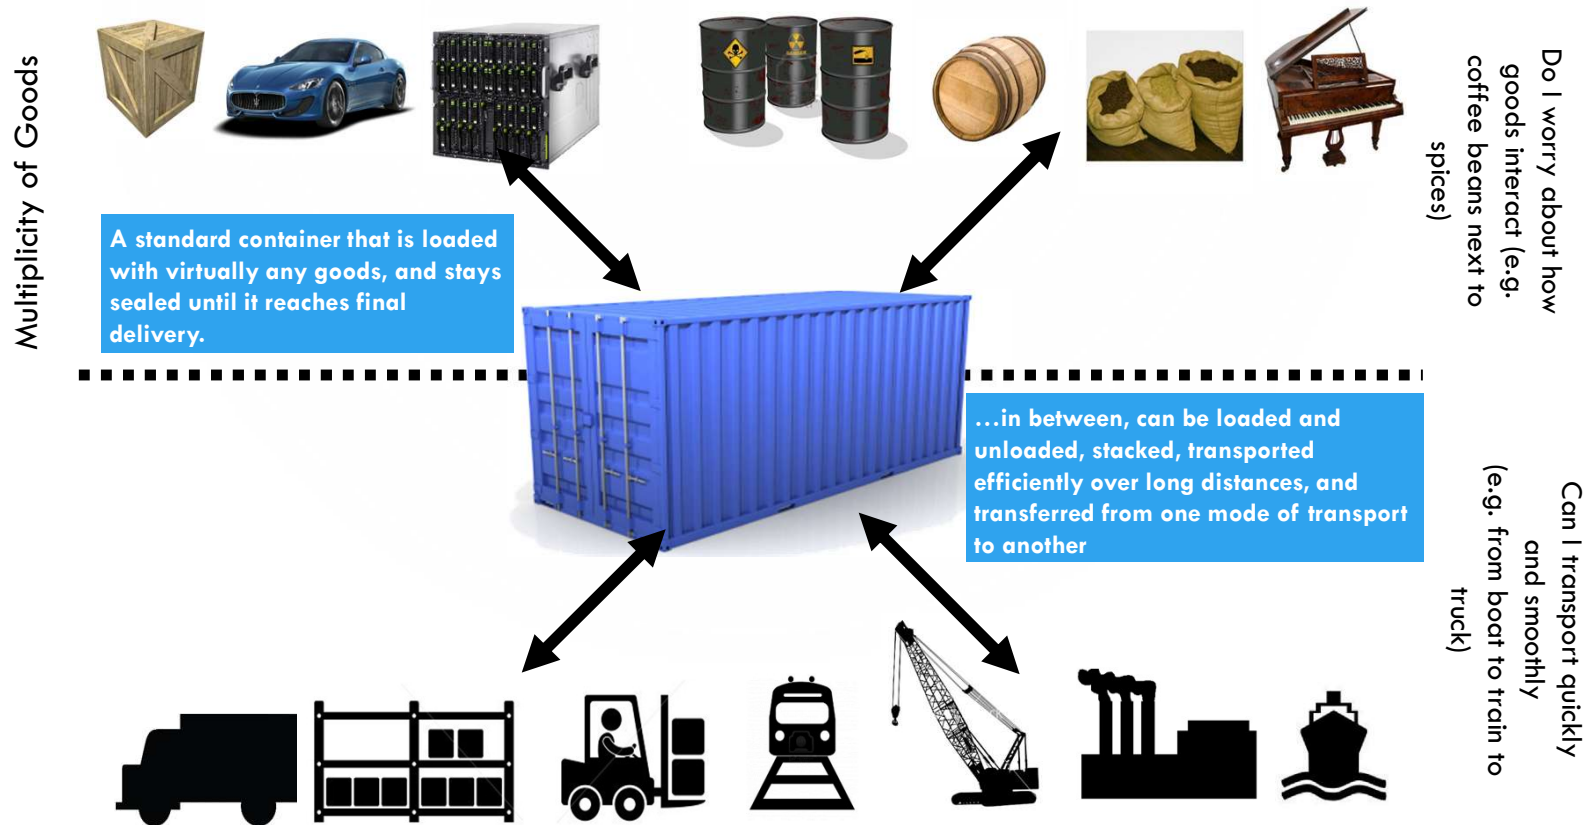 Multiplicity of Goods
Do I worry about how
goods interact (e.g.
coffee beans next to
spices)
A standard container that is loaded
with virtually any goods, and stays
sealed until it reaches final
delivery.
…in between, can be loaded and
unloaded, stacked, transported
efficiently over long distances, and
transferred from one mode of transport
to another
Can I transport quickly
and smoothly
(e.g. from boat to train to
truck)